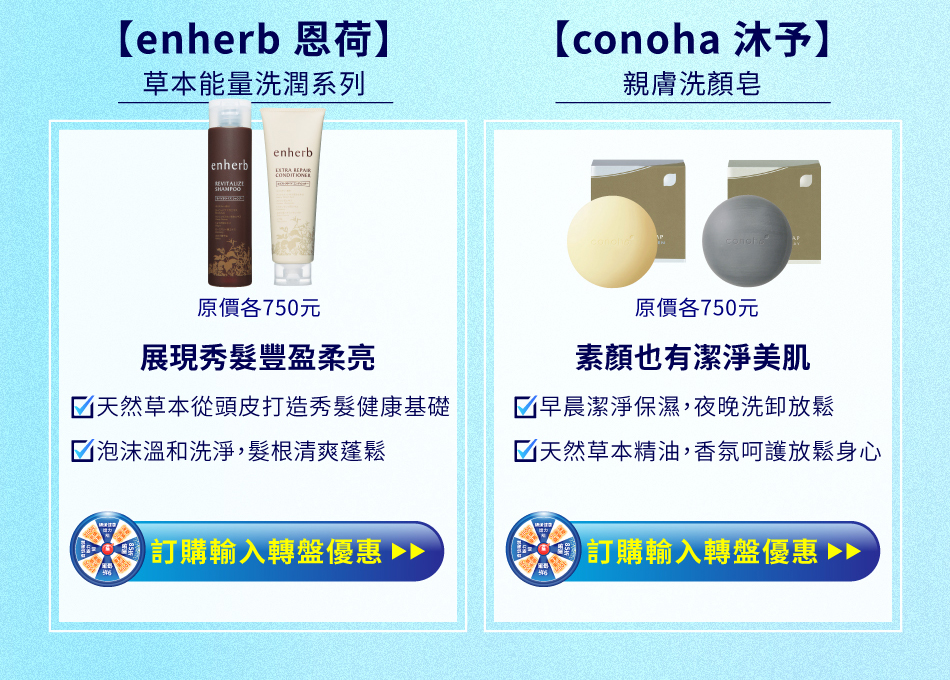 【enherb 恩荷】
草本能量洗潤系列
enherb
REVITALIZE
SHAMPOO
enherb
EXTRA REPAIR
CONDITIONER
原價各750元
展現秀髮豐盈柔亮
天然草本從頭皮打造秀髮健康基礎
泡沫溫和洗淨，髮根清爽蓬鬆
訂購輸入轉盤優惠
【conoha 沐予】
親膚洗顏皂
conoha
原價各750元
素顏也有潔淨美肌
早晨潔淨保濕，夜晚洗卸放鬆
天然草本精油，香氛呵護放鬆身心
訂購輸入轉盤優惠